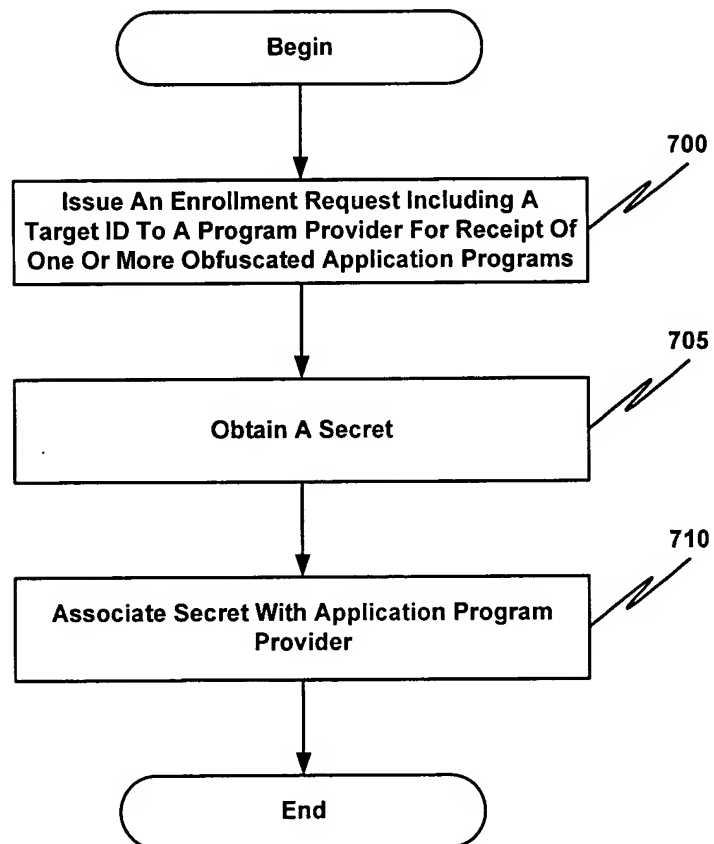 Begin
700
Issue An Enrollment Request Including A
Target ID To A Program Provider For Receipt Of
One Or More Obfuscated Application Programs
705
Obtain A Secret
710
Associate Secret With Application Program
Provider
End